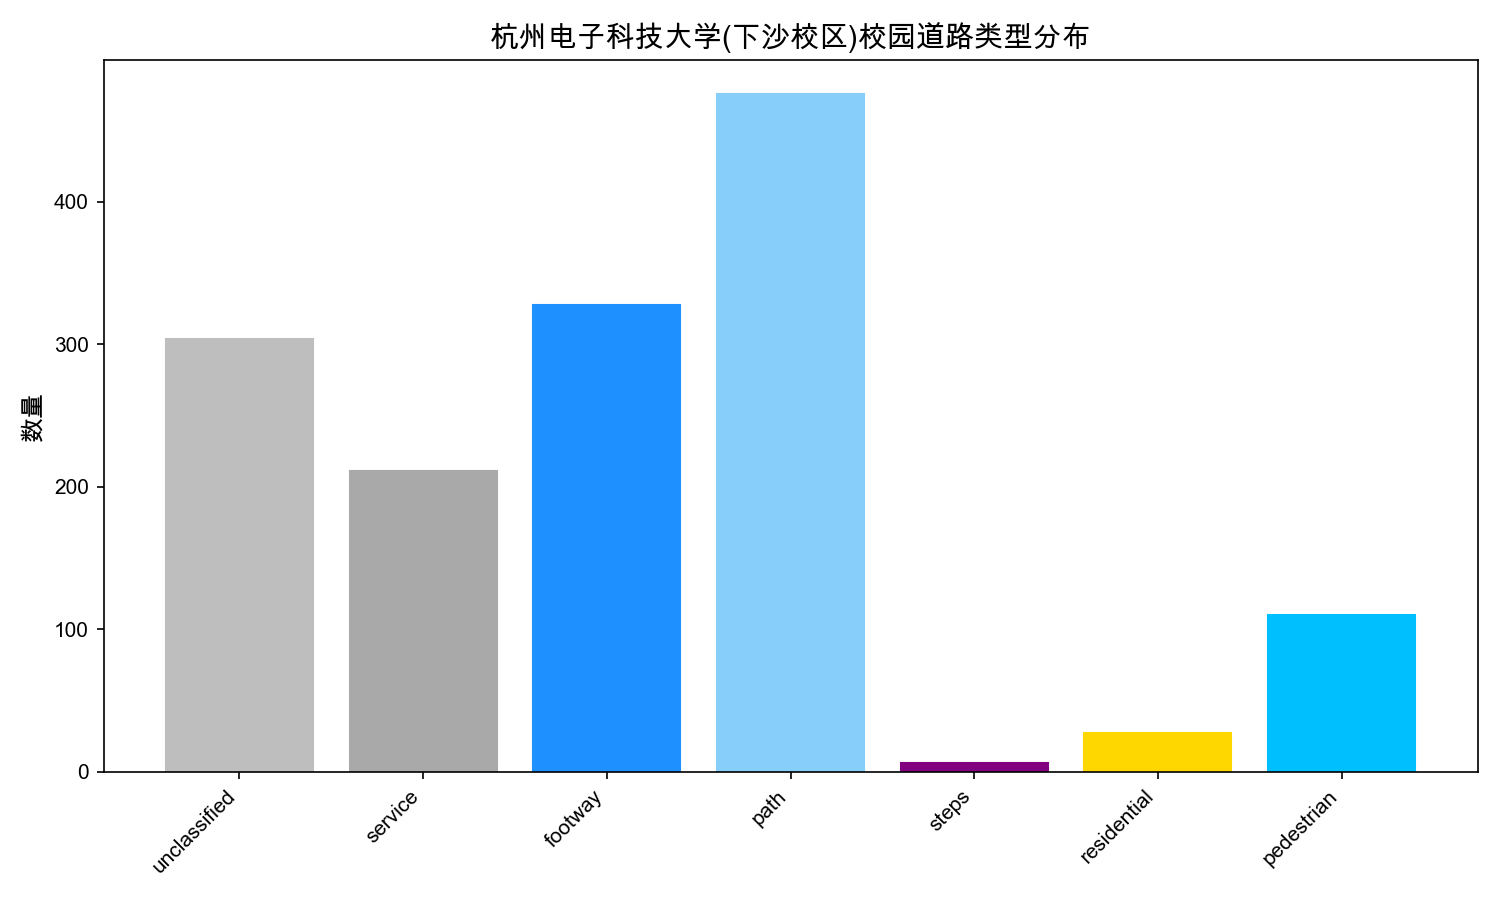 杭州电子科技大学(下沙校区)校园道路类型分布
数量
400
300
200
100
0
unclassified
service
footway
path
steps
residential
pedestrian